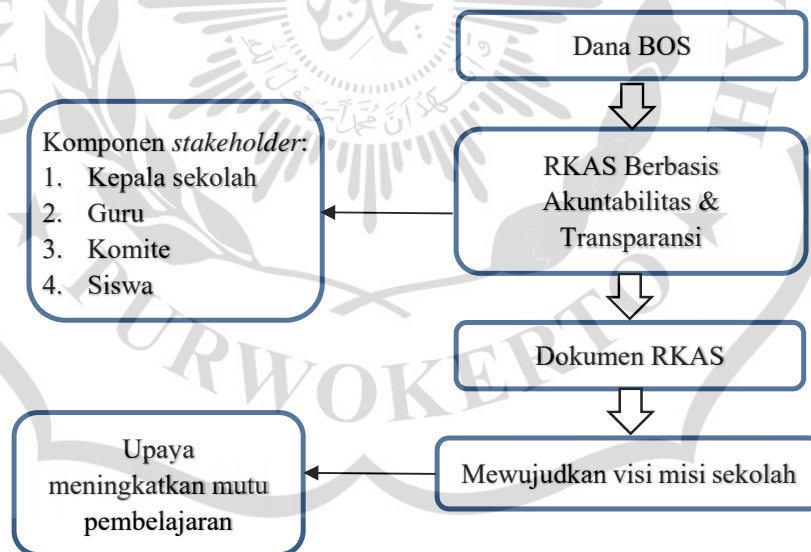 Dana BOS
Komponen stakeholder:
1. Kepala sekolah
2. Guru
3. Komite
4. Siswa
RKAS Berbasis
Akuntabilitas &
Transparansi
Dokumen RKAS
Upaya
meningkatkan mutu
pembelajaran
Mewujudkan visi misi sekolah
PURWOKERTO